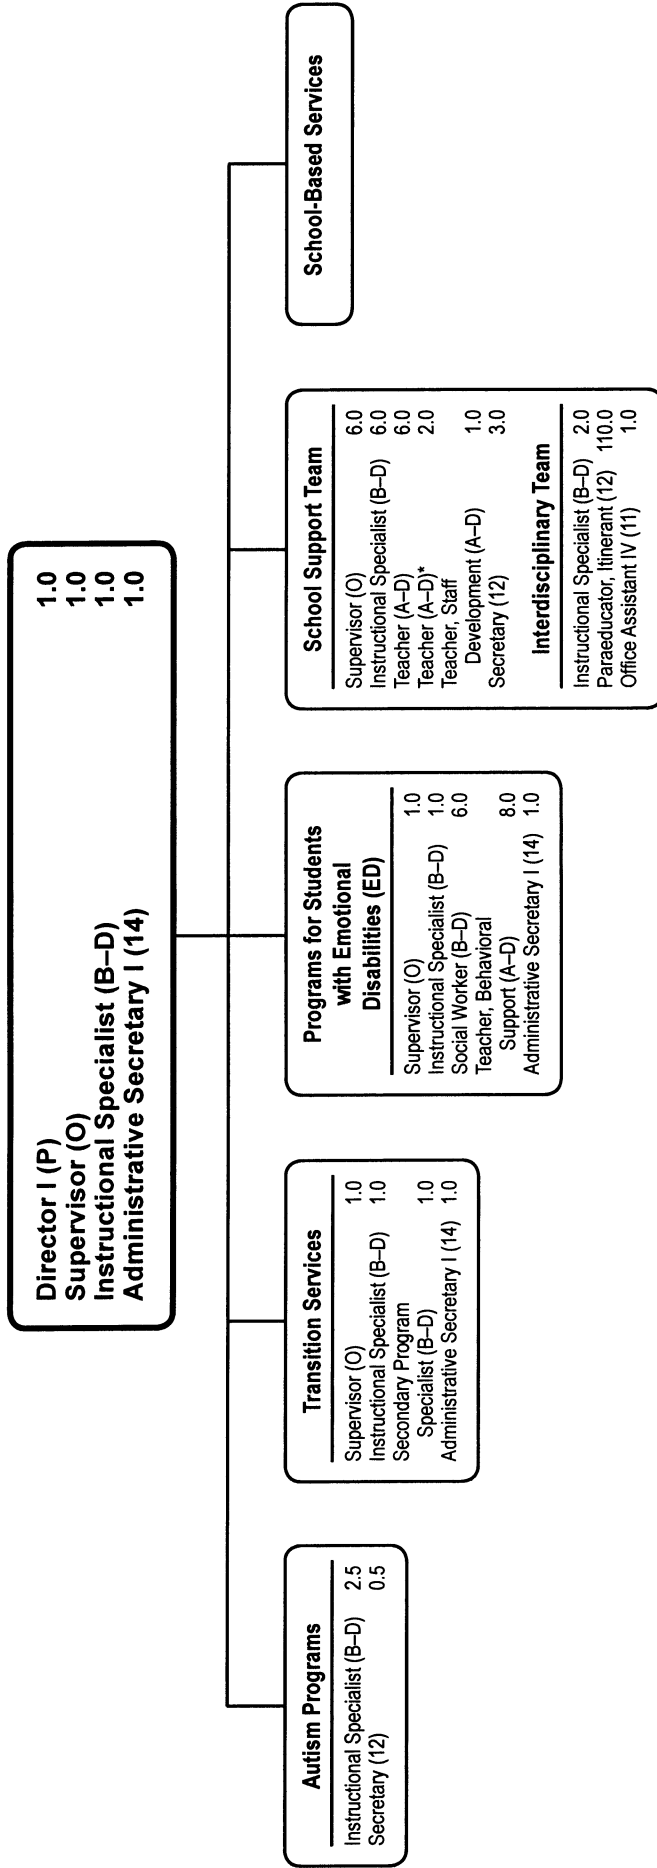 Director I (P) 1.0
Supervisor (O) 1.0
Instructional Specialist (B–D) 1.0
Administrative Secretary I (14) 1.0
Autism Programs
Instructional Specialist (B–D) 2.5
Secretary (12) 0.5
Transition Services
Supervisor (O) 1.0
Instructional Specialist (B–D) 1.0
Secondary Program
Specialist (B–D) 1.0
Administrative Secretary I (14) 1.0
Programs for Students
with Emotional
Disabilities (ED)
Supervisor (O) 1.0
Instructional Specialist (B–D) 1.0
Social Worker (B–D) 6.0
Teacher, Behavioral
Support (A–D) 8.0
Administrative Secretary I (14) 1.0
School Support Team
Supervisor (O) 6.0
Instructional Specialist (B–D) 6.0
Teacher (A–D) 6.0
Teacher (A–D)* 2.0
Teacher, Staff
Development (A–D) 1.0
Secretary (12) 3.0
Interdisciplinary Team
Instructional Specialist (B–D) 2.0
Paraeducator, Itinerant (12) 110.0
Office Assistant IV (11) 1.0
School-Based Services